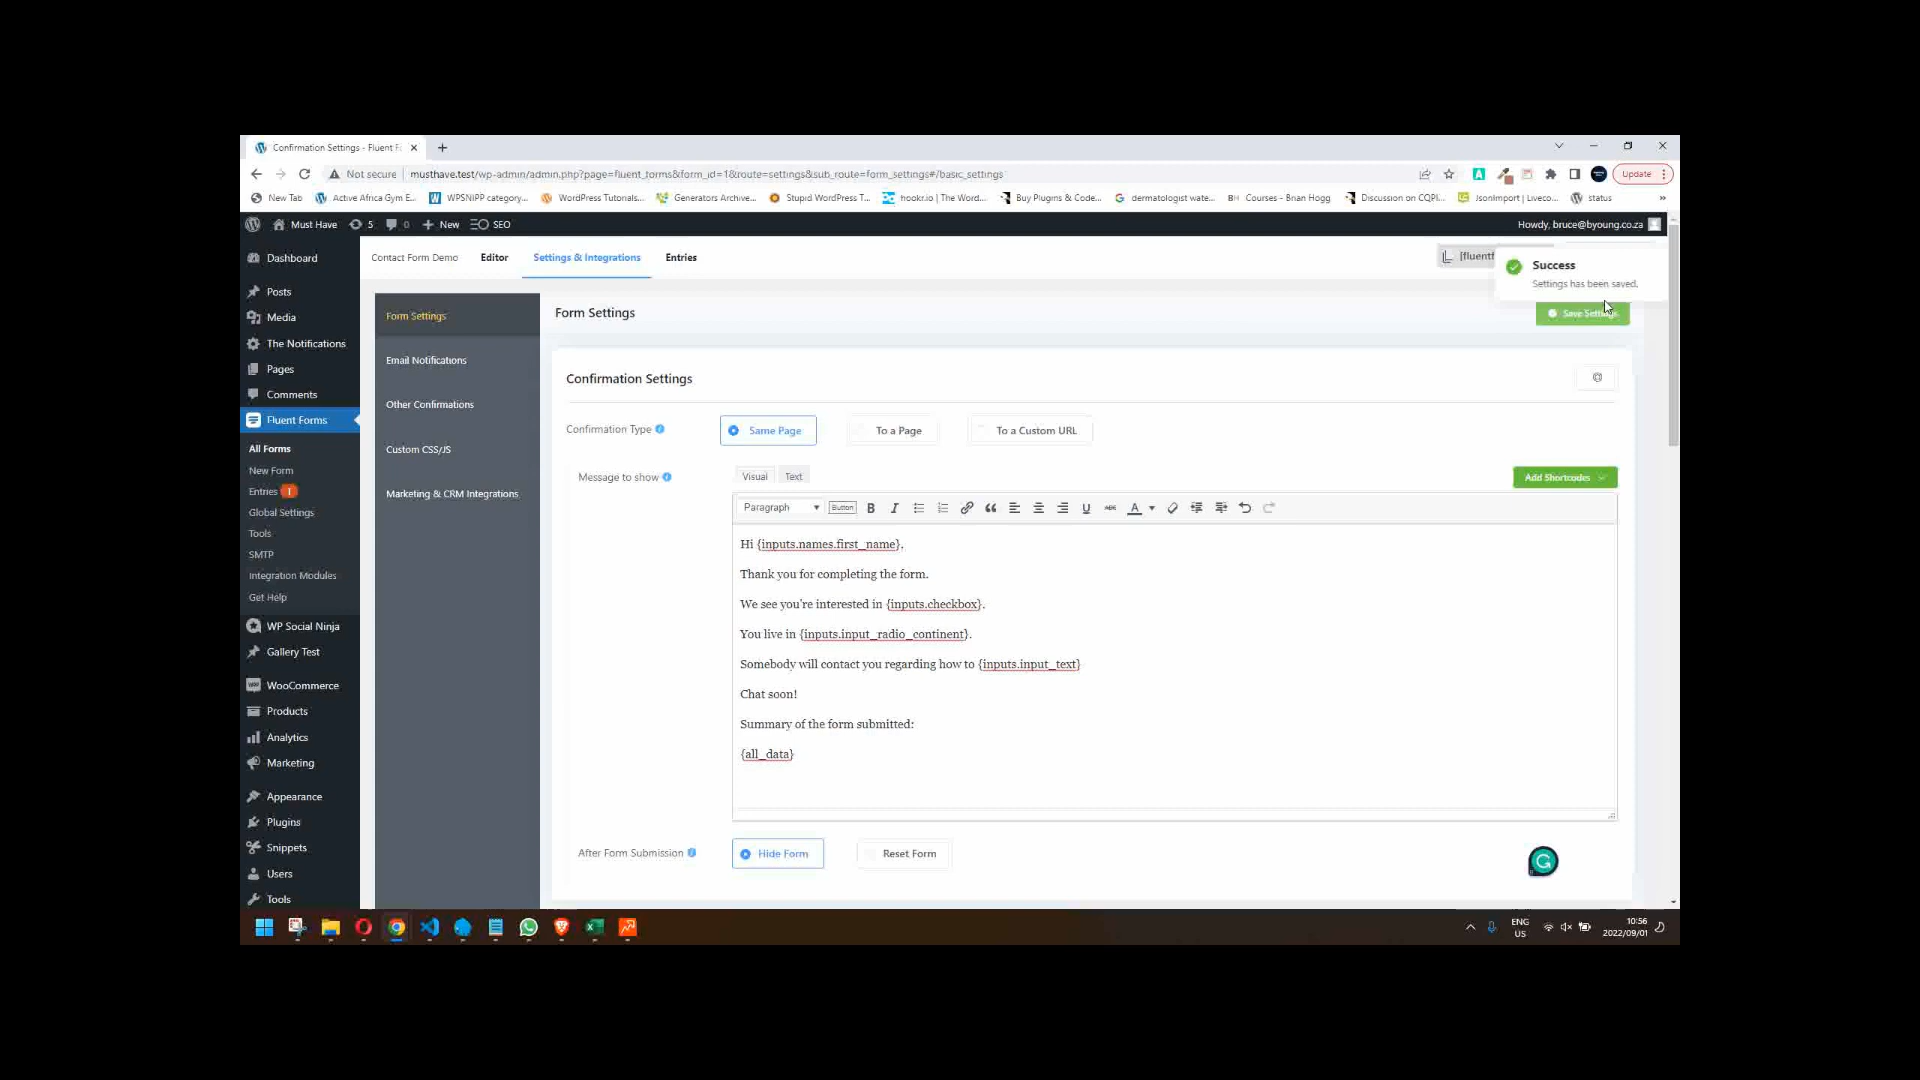 Confirmation Settings - Fluent F
Not secure musthave.test/wp-admin/admin.php?page=fluent_forms&form_id=1&route=settings&sub_route=form_settings#/basic_settings Update
New Tab Active Africa Gym E... WPSNIPP category... WordPress Tutorials... Generators Archive... Stupid WordPress T... hookr.io | The Word... Buy Plugins & Code... dermatologist wate... BH Courses - Brian Hogg Discussion on CQPI... JsonImport | Liveco... status »
Must Have 5 0 New SEO Howdy, bruce@byoung.co.za
Contact Form Demo Editor Settings & Integrations Entries [fluentf
Success
Settings has been saved.
Dashboard
Posts
Media
The Notifications
Pages
Comments
Fluent Forms
All Forms
New Form
Entries 1
Global Settings
Tools
SMTP
Integration Modules
Get Help
WP Social Ninja
Gallery Test
WooCommerce
Products
Analytics
Marketing
Appearance
Plugins
Snippets
Users
Tools
Form Settings
Email Notifications
Other Confirmations
Custom CSS/JS
Marketing & CRM Integrations
Form Settings Save Settings
Confirmation Settings
Confirmation Type Same Page To a Page To a Custom URL
Message to show Visual Text Add Shortcodes
Paragraph Button B I U ABC A
Hi {inputs.names.first_name},
Thank you for completing the form.
We see you're interested in {inputs.checkbox}.
You live in {inputs.input_radio_continent}.
Somebody will contact you regarding how to {inputs.input_text}
Chat soon!
Summary of the form submitted:
{all_data}
After Form Submission Hide Form Reset Form
ENG
US
10:56
2022/09/01